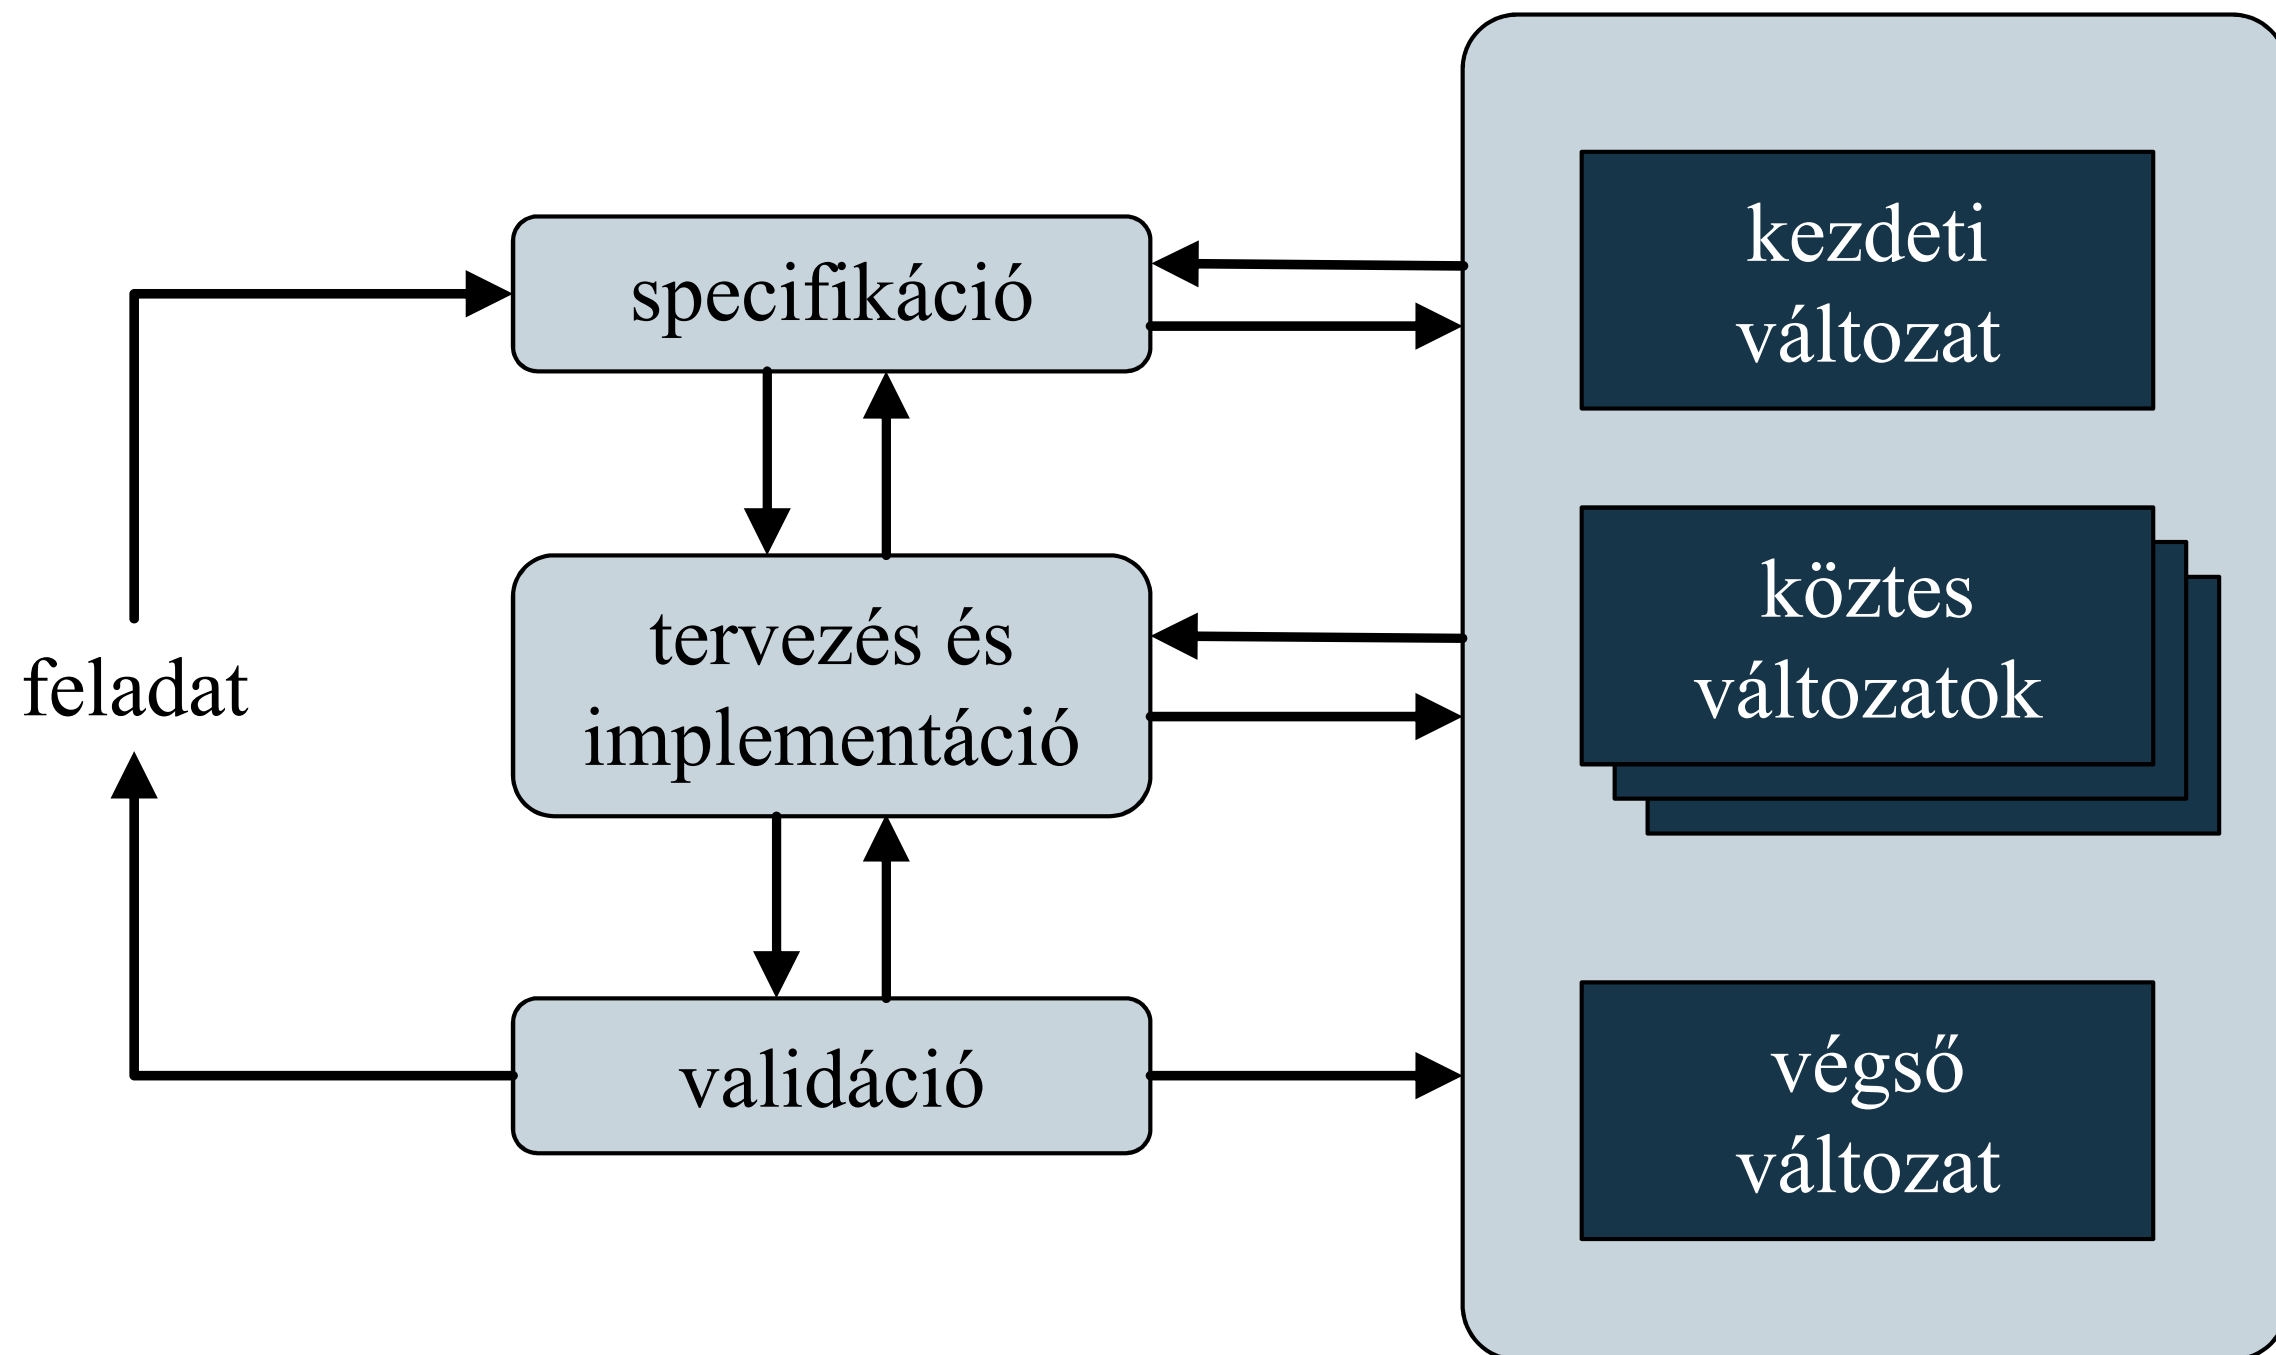 feladat
specifikáció
tervezés és
implementáció
validáció
kezdeti
változat
köztes
változatok
végső
változat